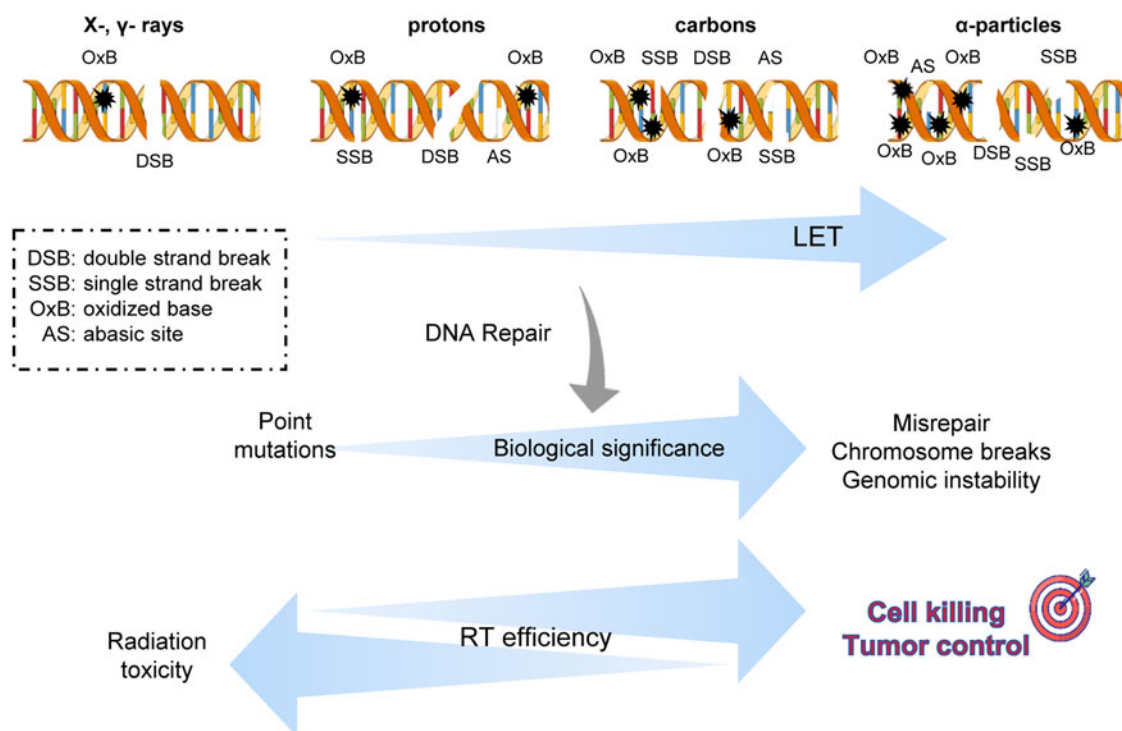 X-, γ- rays
protons
carbons
α-particles
OxB
OxB
OxB
OxB
SSB
DSB
AS
OxB
AS
OxB
SSB
DSB
SSB
DSB
AS
OxB
OxB
SSB
OxB
OxB
DSB
SSB
OxB
LET
DSB: double strand break
SSB: single strand break
OxB: oxidized base
AS: abasic site
DNA Repair
Point
mutations
Biological significance
Misrepair
Chromosome breaks
Genomic instability
Radiation
toxicity
RT efficiency
Cell killing
Tumor control